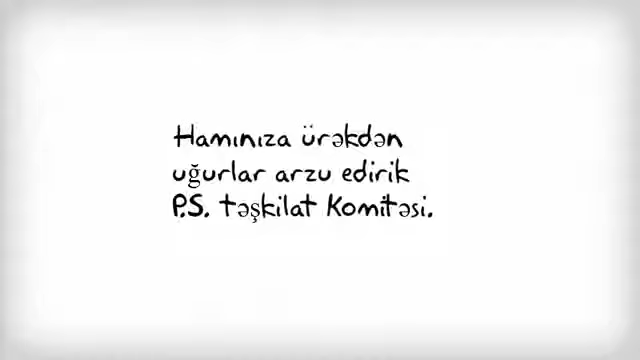 Hamınıza ürəkdən
uğurlar arzu edirik
P.S. təşkilat Komitəsi.